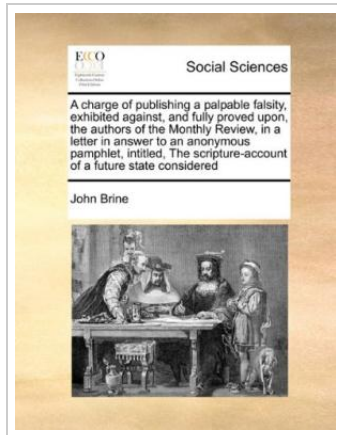 ECCO
Social Sciences
A charge of publishing a palpable falsity,
exhibited against, and fully proved upon,
the authors of the Monthly Review, in a
letter in answer to an anonymous
pamphlet, intitled, The scripture-account
of a future state considered
John Brine